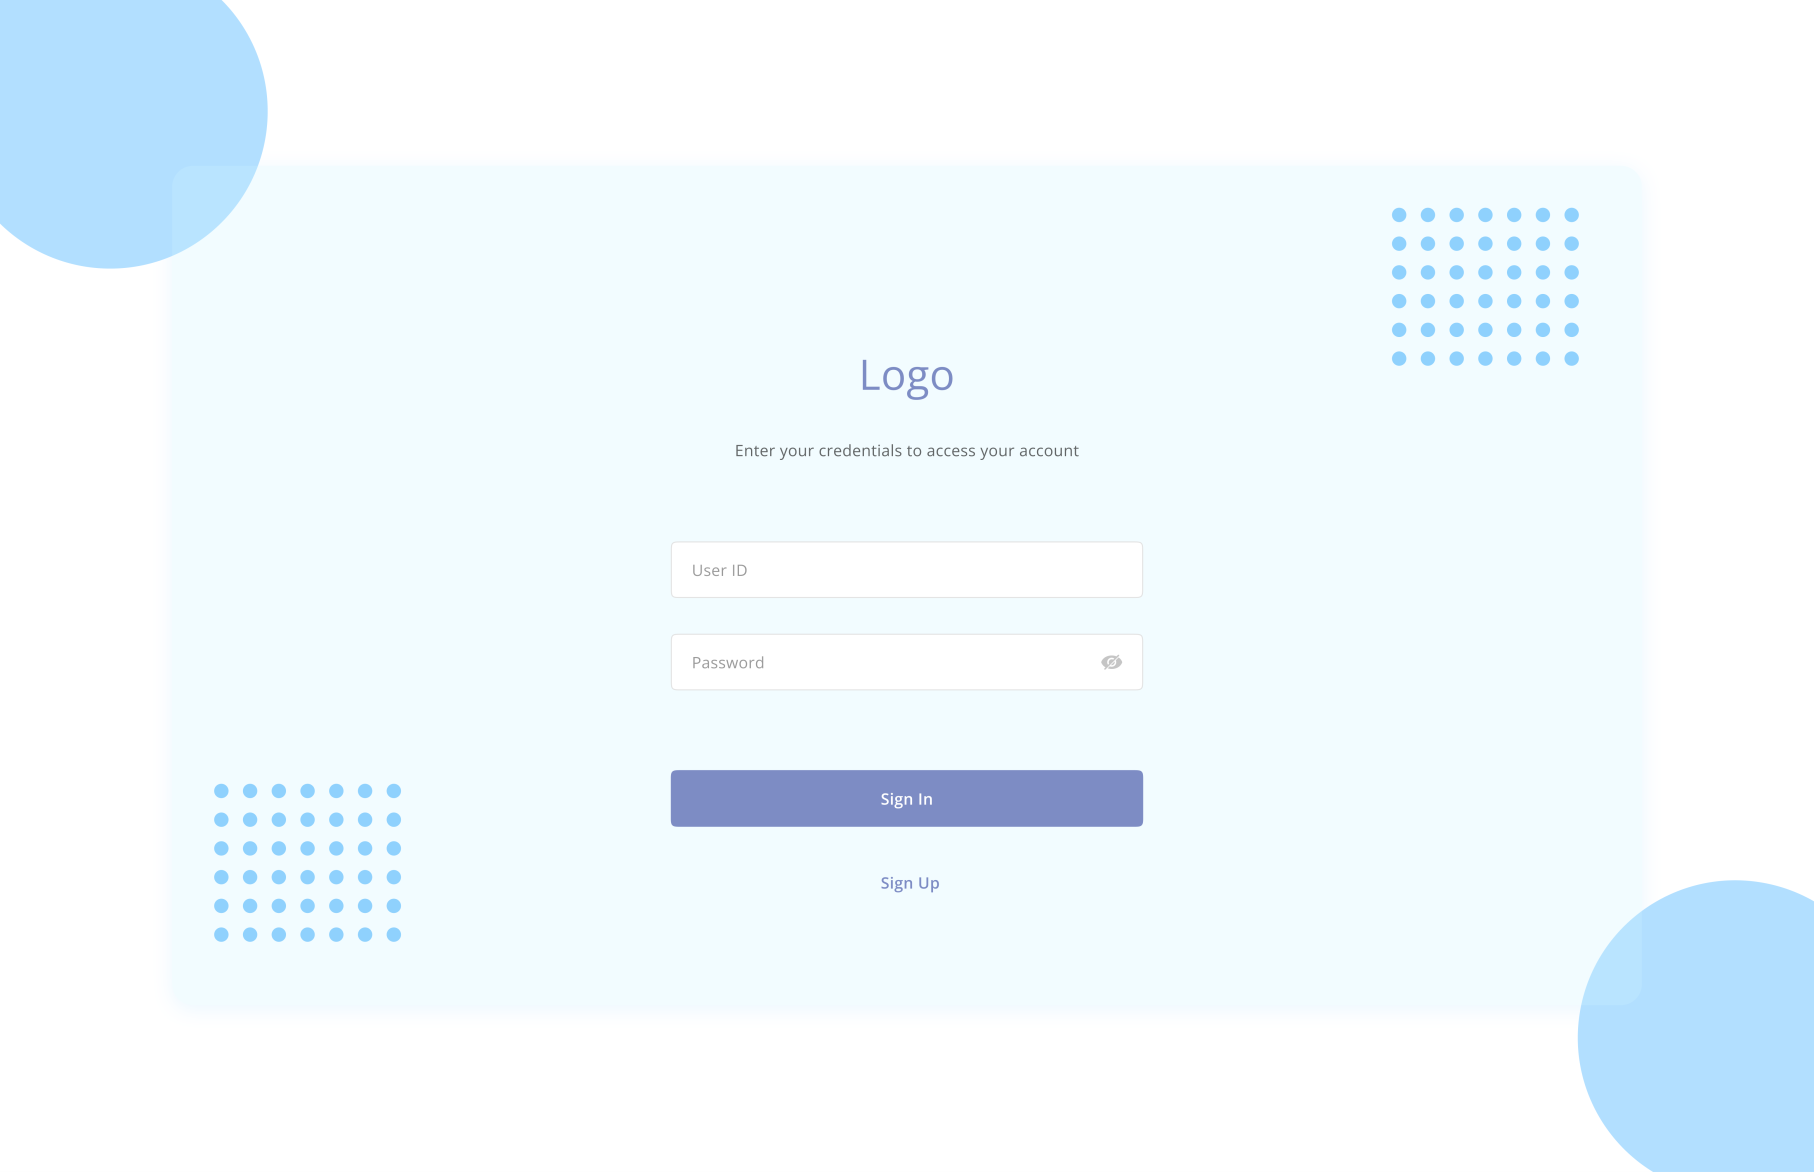 Logo
Enter your credentials to access your account
User ID
Password
Sign In
Sign Up